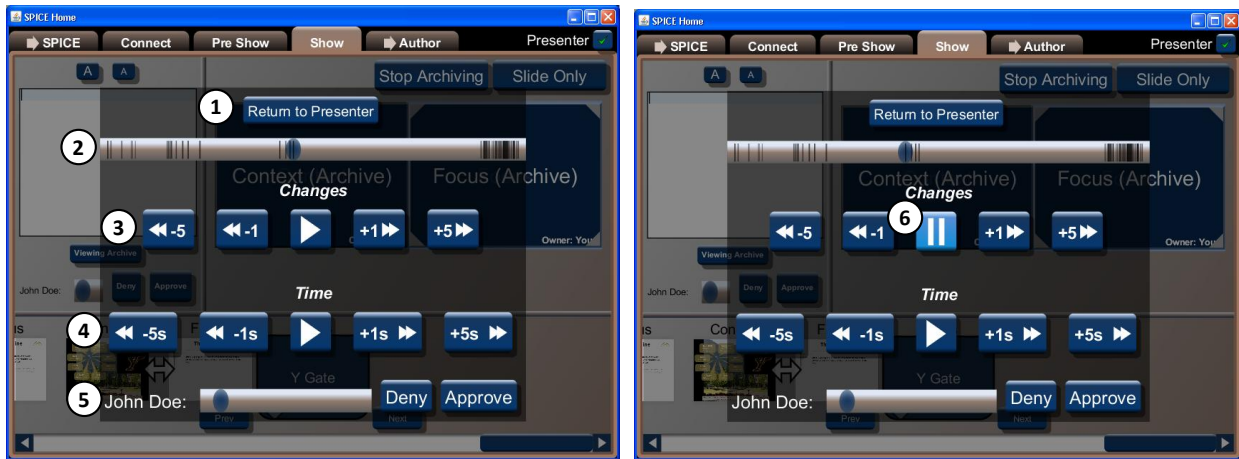 SPICE Home
SPICE Connect Pre Show Show Author Presenter
A A Stop Archiving Slide Only
1 Return to Presenter
2
Context (Archive) Focus (Archive)
Changes
3 -5 -1 +1 +5
Owner: You
Viewing Archive
John Doe: Deny Approve
Time
4 -5s -1s +1s +5s
Y Gate
5 John Doe: Deny Approve
Prev Next
SPICE Home
SPICE Connect Pre Show Show Author Presenter
A A Stop Archiving Slide Only
Return to Presenter
Context (Archive) Focus (Archive)
Changes
6
-5 -1 +1 +5
Owner: You
Viewing Archive
John Doe: Deny Approve
Time
-5s -1s +1s +5s
Y Gate
John Doe: Deny Approve
Prev Next